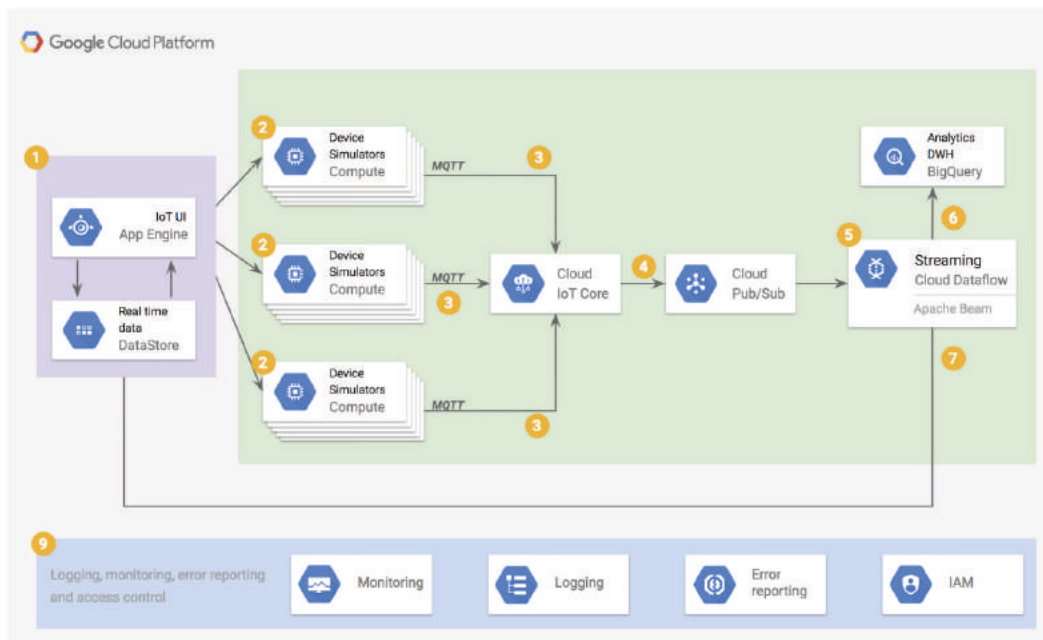 Google Cloud Platform
1
IoT UI
App Engine
Real time
data
DataStore
2
Device
Simulators
Compute
MQTT
3
2
Device
Simulators
Compute
MQTT
3
2
Device
Simulators
Compute
MQTT
3
Cloud
IoT Core
4
Cloud
Pub/Sub
5
Streaming
Cloud Dataflow
Apache Beam
6
Analytics
DWH
BigQuery
7
9
Logging, monitoring, error reporting
and access control
Monitoring
Logging
Error
reporting
IAM